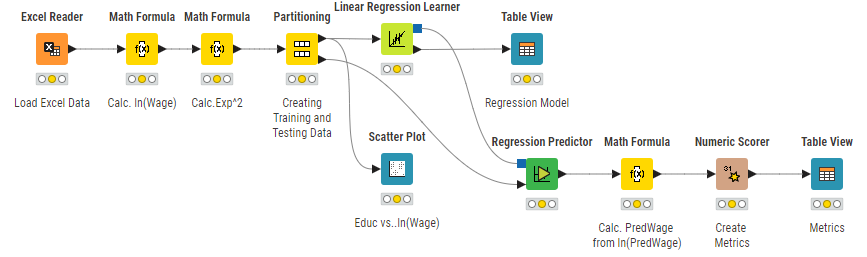 Linear Regression Learner
Excel Reader Math Formula Math Formula Partitioning Table View
f(x) f(x)
Load Excel Data Calc. ln(Wage) Calc.Exp^2 Creating Training and Testing Data Regression Model
Scatter Plot
Educ vs..ln(Wage)
Regression Predictor Math Formula Numeric Scorer Table View
f(x) 31
Calc. PredWage from ln(PredWage) Create Metrics Metrics